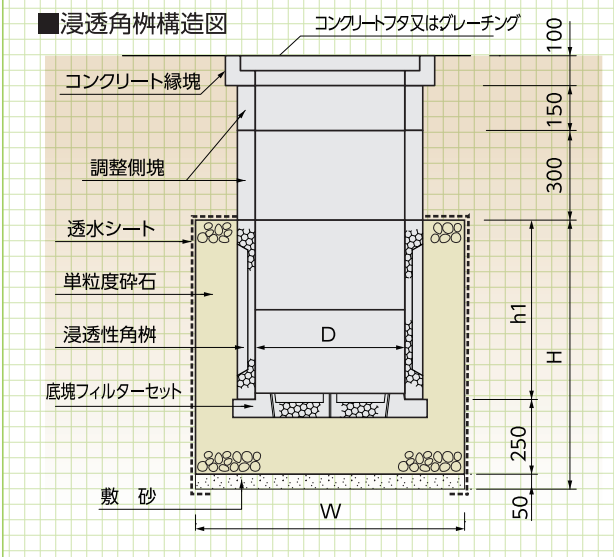 ■浸透角桝構造図
コンクリートフタ又はグレーチング
コンクリート縁塊
調整側塊
透水シート
単粒度砕石
浸透性角桝
底塊フィルターセット
敷 砂
D
W
100
150
300
h1
H
250
50